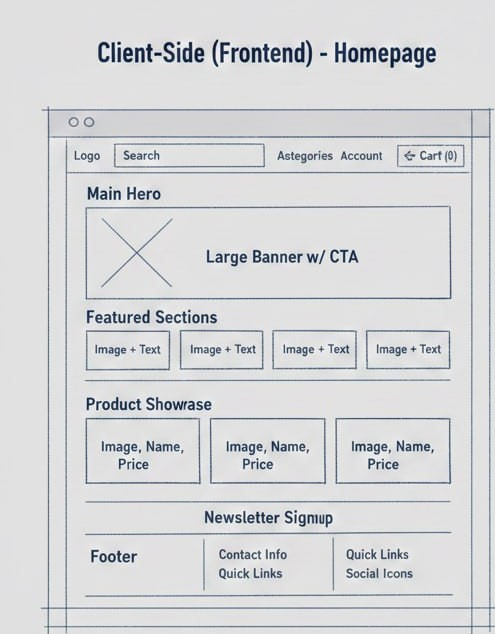 Client-Side (Frontend) - Homepage
Logo Search Astegories Account Cart (0)
Main Hero
Large Banner w/ CTA
Featured Sections
Image + Text Image + Text Image + Text Image + Text
Product Showrase
Image, Name, Image, Name, Image, Name,
Price Price Price
Newsletter Signup
Footer Contact Info Quick Links
Quick Links Social Icons